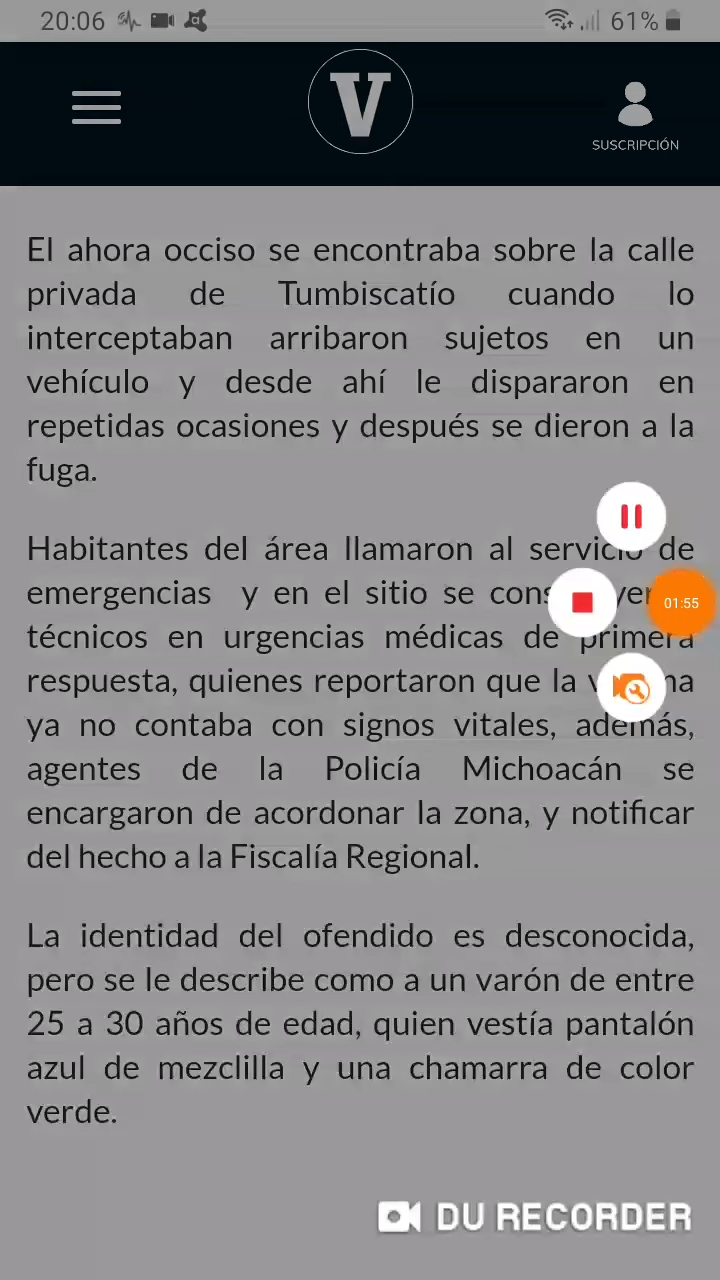 20:06 61%
V
SUSCRIPCIÓN
El ahora occiso se encontraba sobre la calle
privada de Tumbiscatío cuando lo
interceptaban arribaron sujetos en un
vehículo y desde ahí le dispararon en
repetidas ocasiones y después se dieron a la
fuga.
Habitantes del área llamaron al servicio de
emergencias y en el sitio se
01:55
técnicos en urgencias médicas de primera
respuesta, quienes reportaron que la
ya no contaba con signos vitales, además,
agentes de la Policía Michoacán se
encargaron de acordonar la zona, y notificar
del hecho a la Fiscalía Regional.
La identidad del ofendido es desconocida,
pero se le describe como a un varón de entre
25 a 30 años de edad, quien vestía pantalón
azul de mezclilla y una chamarra de color
verde.
DU RECORDER